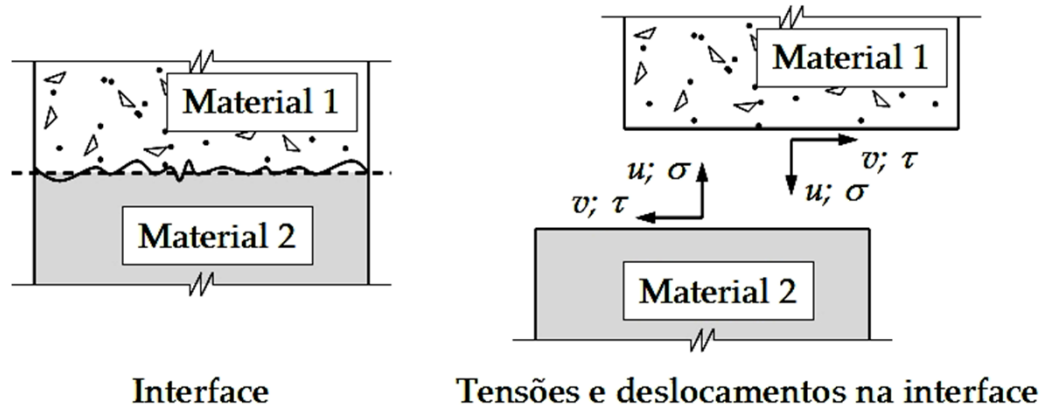 Material 1
Material 2
Interface
Material 1
v; τ
u; σ
u; σ
v; τ
Material 2
Tensões e deslocamentos na interface